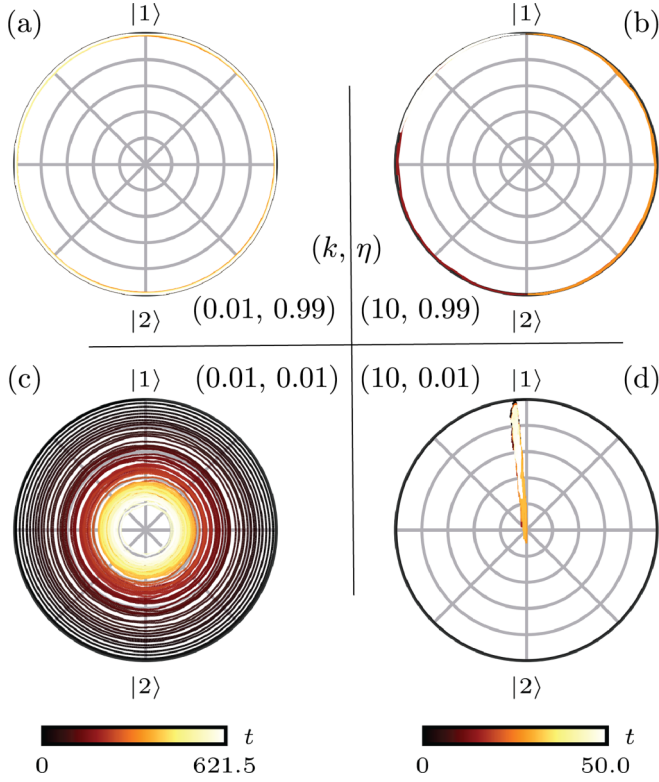 (a) |1⟩ |1⟩ (b)
(k, η)
|2⟩ (0.01, 0.99) (10, 0.99) |2⟩
(c) |1⟩ (0.01, 0.01) (10, 0.01) |1⟩ (d)
|2⟩ |2⟩
t t
0 621.5 0 50.0